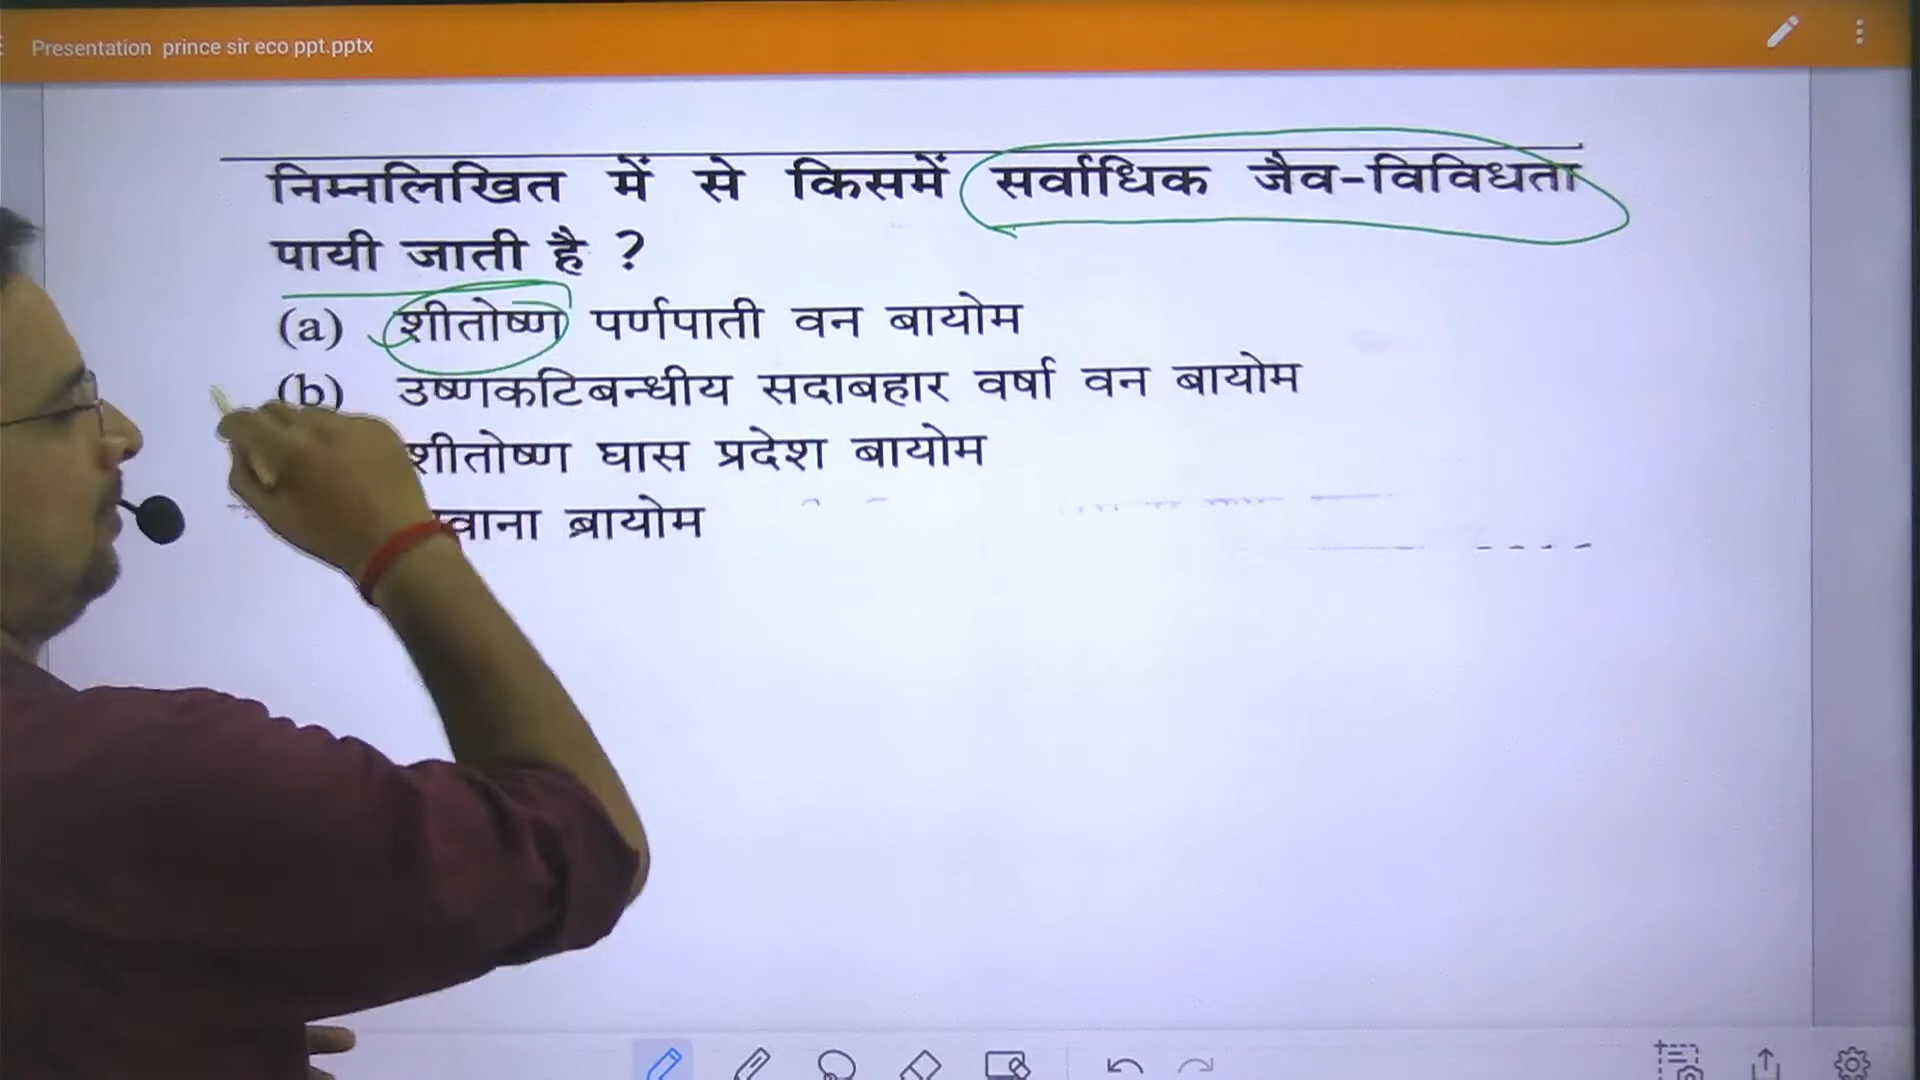 Presentation prince sir eco ppt.pptx
निम्नलिखित में से किसमें सर्वाधिक जैव-विविधता
पायी जाती है ?
(a) शीतोष्ण पर्णपाती वन बायोम
(b) उष्णकटिबन्धीय सदाबहार वर्षा वन बायोम
शीतोष्ण घास प्रदेश बायोम
बायोम